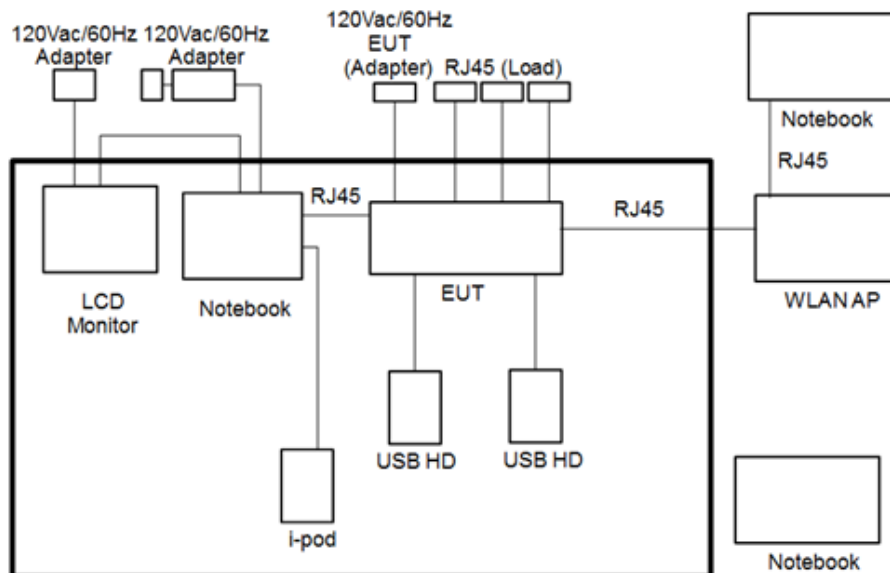 120Vac/60Hz
Adapter
120Vac/60Hz
Adapter
120Vac/60Hz
EUT
(Adapter)
RJ45 (Load)
Notebook
RJ45
RJ45
RJ45
LCD
Monitor
Notebook
EUT
WLAN AP
USB HD
USB HD
i-pod
Notebook